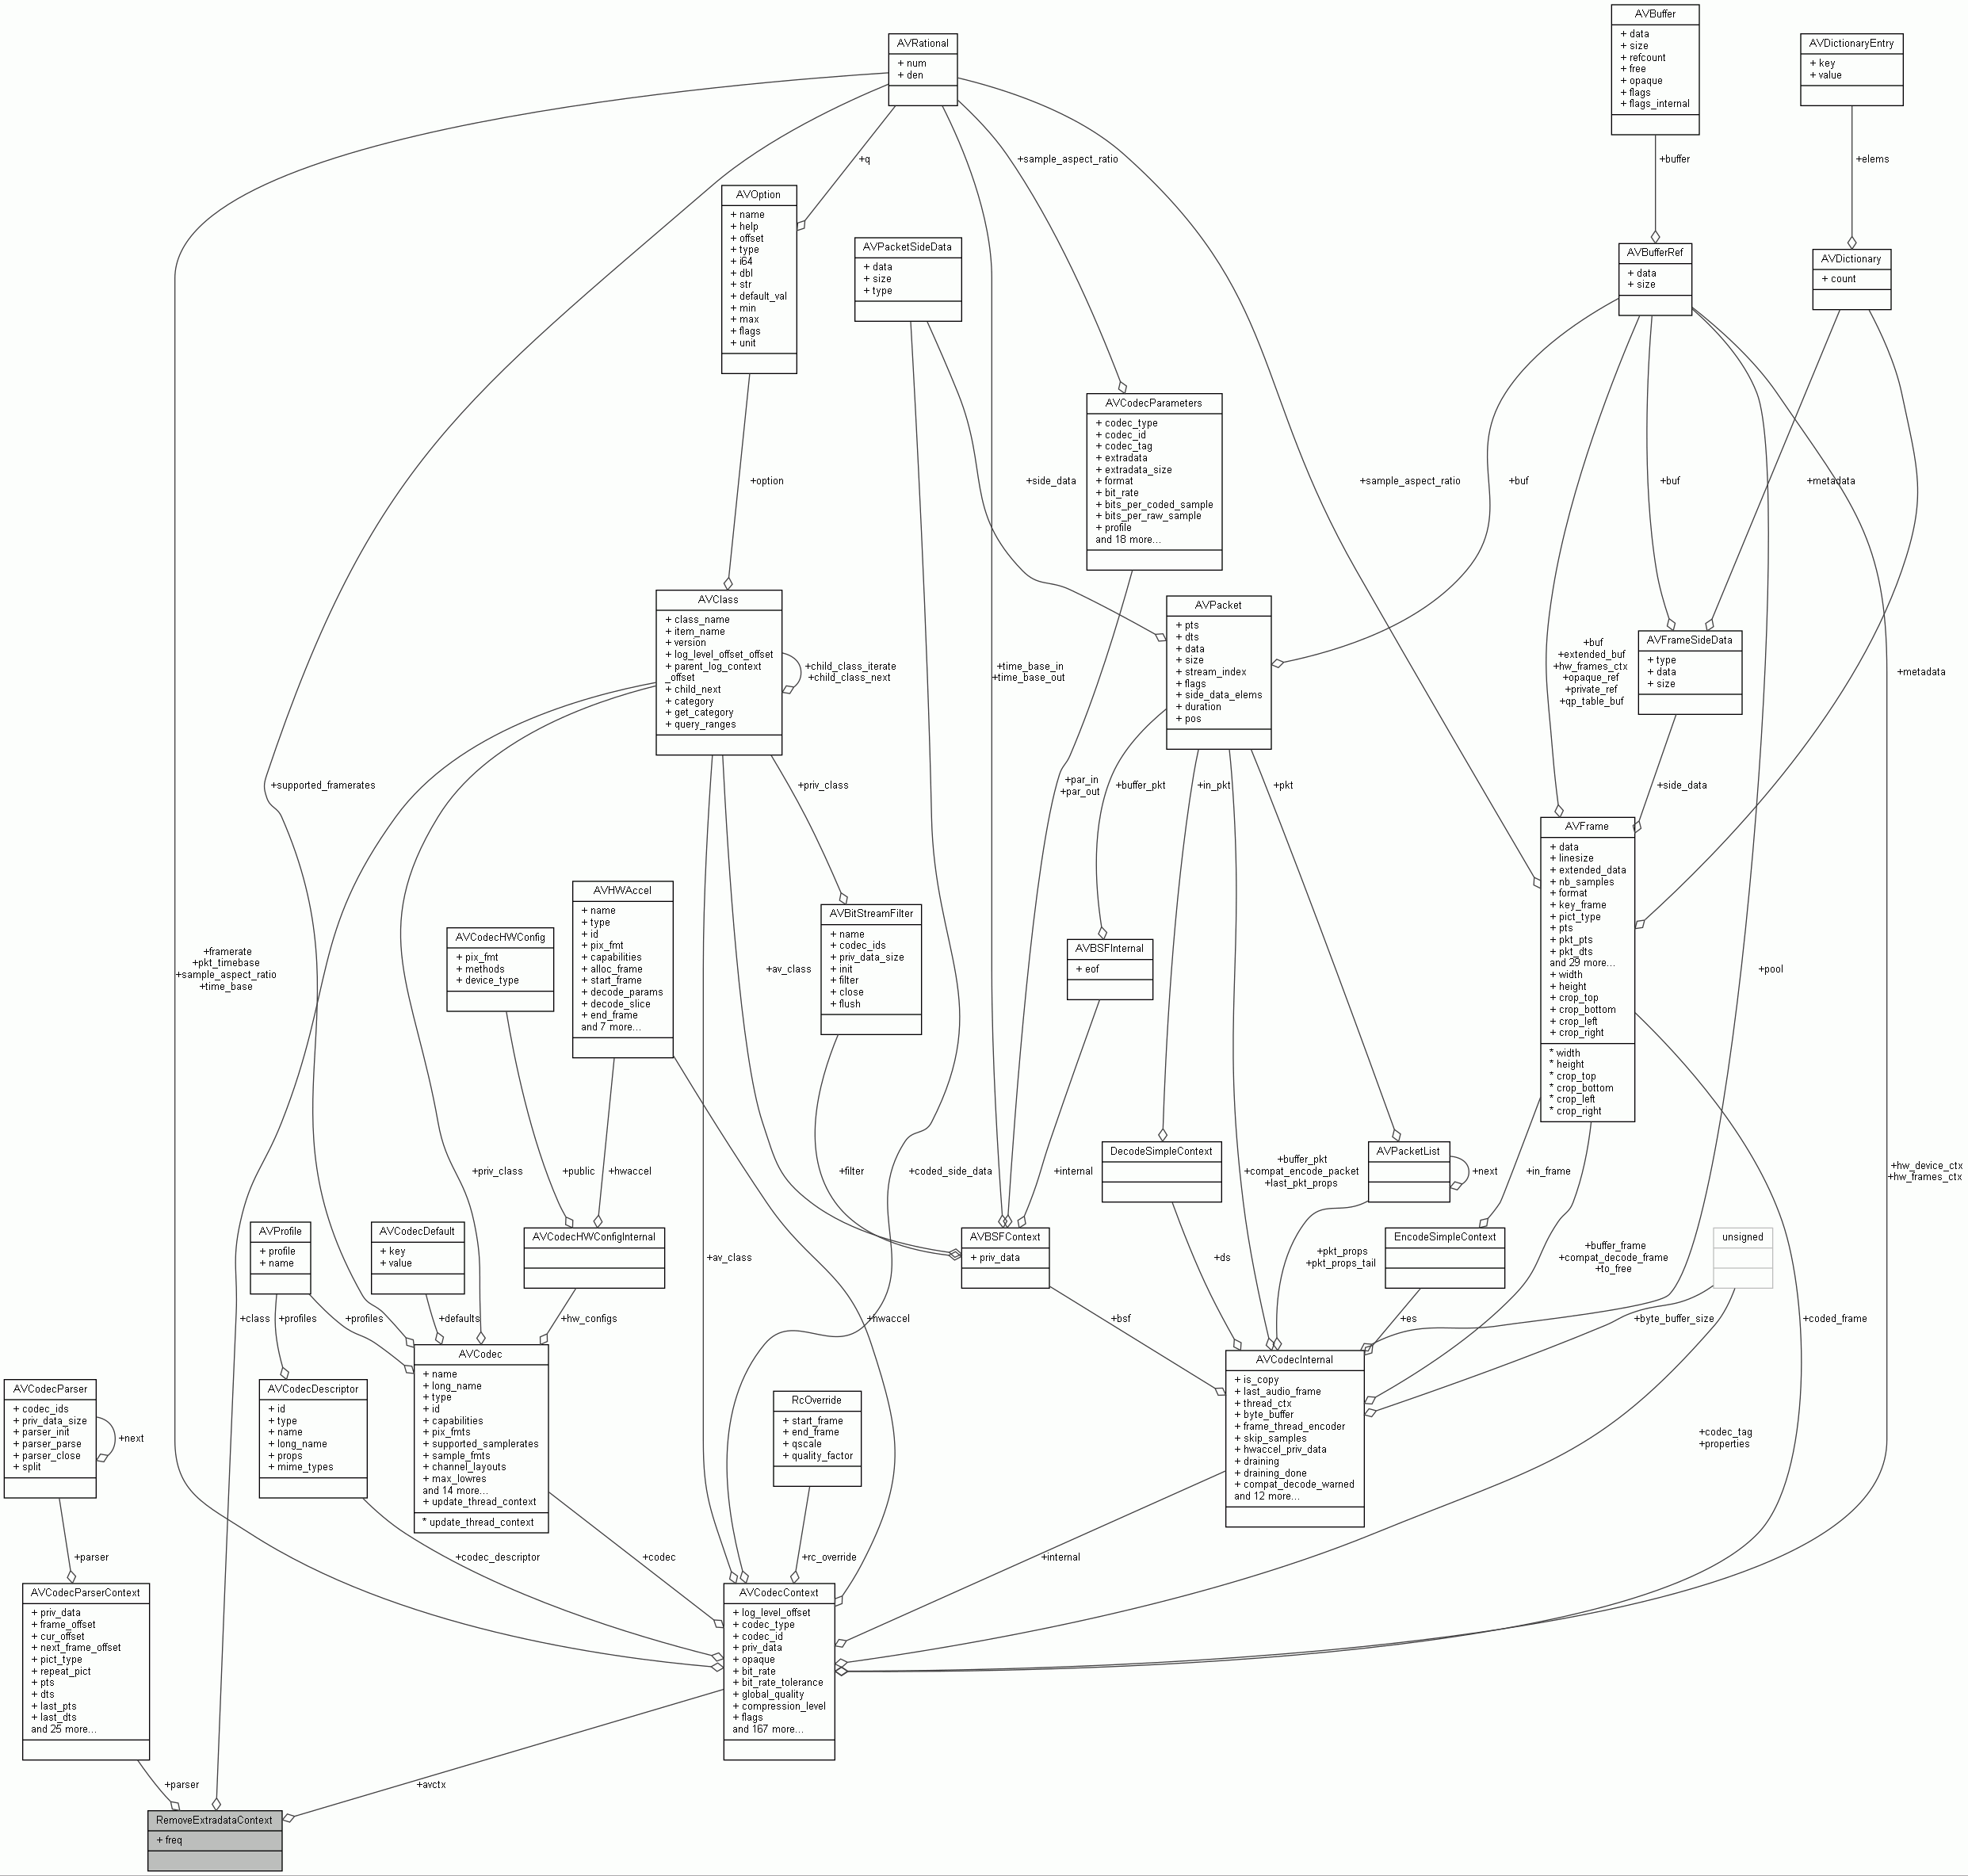 AVBuffer
+ data
+ size
+ refcount
+ free
+ opaque
+ flags
+ flags_internal
AVRational
+ num
+ den
AVDictionaryEntry
+ key
+ value
+q
+sample_aspect_ratio
+buffer
+elems
AVOption
+ name
+ help
+ offset
+ type
+ i64
+ dbl
+ str
+ default_val
+ min
+ max
+ flags
+ unit
AVPacketSideData
+ data
+ size
+ type
AVBufferRef
+ data
+ size
AVDictionary
+ count
AVCodecParameters
+ codec_type
+ codec_id
+ codec_tag
+ extradata
+ extradata_size
+ format
+ bit_rate
+ bits_per_coded_sample
+ bits_per_raw_sample
+ profile
and 18 more...
+option
+side_data
+sample_aspect_ratio
+buf
+buf
+metadata
AVClass
+ class_name
+ item_name
+ version
+ log_level_offset_offset
+ parent_log_context
_offset
+ child_next
+ category
+ get_category
+ query_ranges
+child_class_iterate
+child_class_next
+time_base_in
+time_base_out
AVPacket
+ pts
+ dts
+ data
+ size
+ stream_index
+ flags
+ side_data_elems
+ duration
+ pos
+buf
+extended_buf
+hw_frames_ctx
+opaque_ref
+private_ref
+qp_table_buf
AVFrameSideData
+ type
+ data
+ size
+metadata
+supported_framerates
+priv_class
+par_in
+par_out
+buffer_pkt
+in_pkt
+pkt
+side_data
AVFrame
+ data
+ linesize
+ extended_data
+ nb_samples
+ format
+ key_frame
+ pict_type
+ pts
+ pkt_pts
+ pkt_dts
and 29 more...
+ width
+ height
+ crop_top
+ crop_bottom
+ crop_left
+ crop_right
* width
* height
* crop_top
* crop_bottom
* crop_left
* crop_right
AVHWAccel
+ name
+ type
+ id
+ pix_fmt
+ capabilities
+ alloc_frame
+ start_frame
+ decode_params
+ decode_slice
+ end_frame
and 7 more...
AVBitStreamFilter
+ name
+ codec_ids
+ priv_data_size
+ init
+ filter
+ close
+ flush
AVCodecHWConfig
+ pix_fmt
+ methods
+ device_type
AVBSFInternal
+ eof
+framerate
+pkt_timebase
+sample_aspect_ratio
+time_base
+av_class
+pool
+priv_class
+public
+hwaccel
+filter
+coded_side_data
+internal
DecodeSimpleContext
+buffer_pkt
+compat_encode_packet
+last_pkt_props
AVPacketList
+next
+in_frame
+hw_device_ctx
+hw_frames_ctx
AVProfile
+ profile
+ name
AVCodecDefault
+ key
+ value
AVCodecHWConfigInternal
+av_class
AVBSFContext
+ priv_data
+ds
+pkt_props
+pkt_props_tail
EncodeSimpleContext
+buffer_frame
+compat_decode_frame
+to_free
unsigned
+class
+profiles
+profiles
+defaults
+hw_configs
+hwaccel
+bsf
+es
+byte_buffer_size
+coded_frame
AVCodecParser
+ codec_ids
+ priv_data_size
+ parser_init
+ parser_parse
+ parser_close
+ split
+next
AVCodecDescriptor
+ id
+ type
+ name
+ long_name
+ props
+ mime_types
AVCodec
+ name
+ long_name
+ type
+ id
+ capabilities
+ pix_fmts
+ supported_samplerates
+ sample_fmts
+ channel_layouts
+ max_lowres
and 14 more...
+ update_thread_context
* update_thread_context
RcOverride
+ start_frame
+ end_frame
+ qscale
+ quality_factor
AVCodecInternal
+ is_copy
+ last_audio_frame
+ thread_ctx
+ byte_buffer
+ frame_thread_encoder
+ skip_samples
+ hwaccel_priv_data
+ draining
+ draining_done
+ compat_decode_warned
and 12 more...
+codec_tag
+properties
+parser
+codec_descriptor
+codec
+rc_override
+internal
AVCodecParserContext
+ priv_data
+ frame_offset
+ cur_offset
+ next_frame_offset
+ pict_type
+ repeat_pict
+ pts
+ dts
+ last_pts
+ last_dts
and 25 more...
AVCodecContext
+ log_level_offset
+ codec_type
+ codec_id
+ priv_data
+ opaque
+ bit_rate
+ bit_rate_tolerance
+ global_quality
+ compression_level
+ flags
and 167 more...
+parser
+avctx
RemoveExtradataContext
+ freq